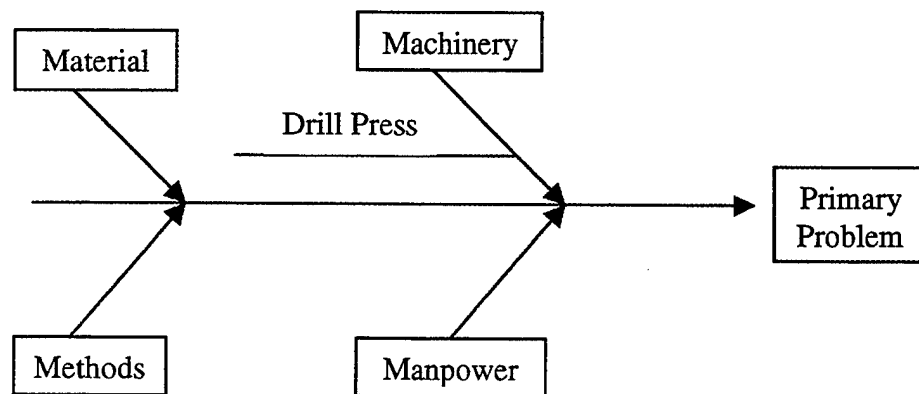 Material
Machinery
Drill Press
Primary
Problem
Methods
Manpower